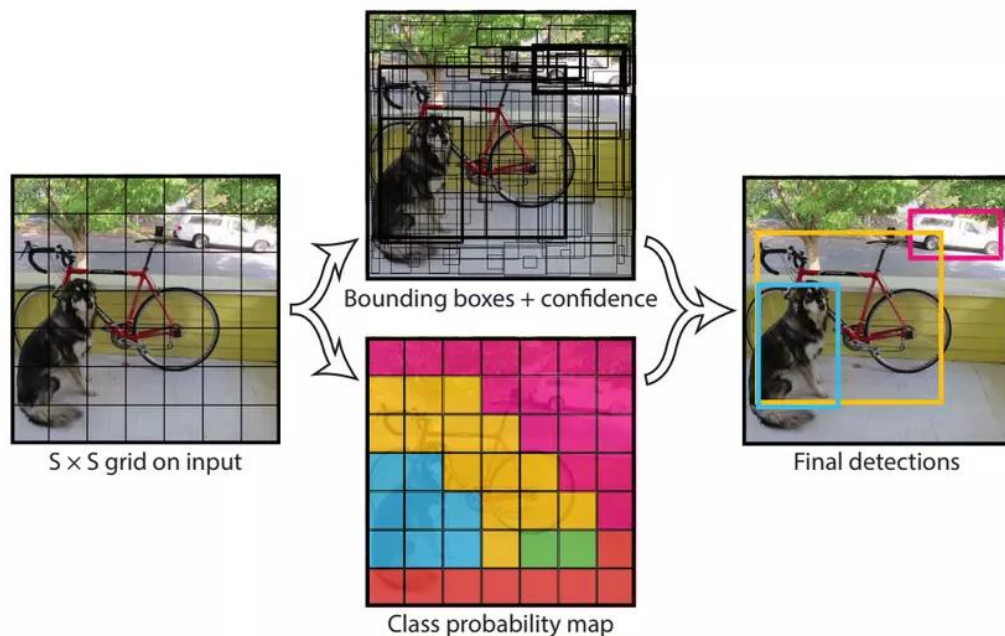 S × S grid on input
Bounding boxes + confidence
Class probability map
Final detections